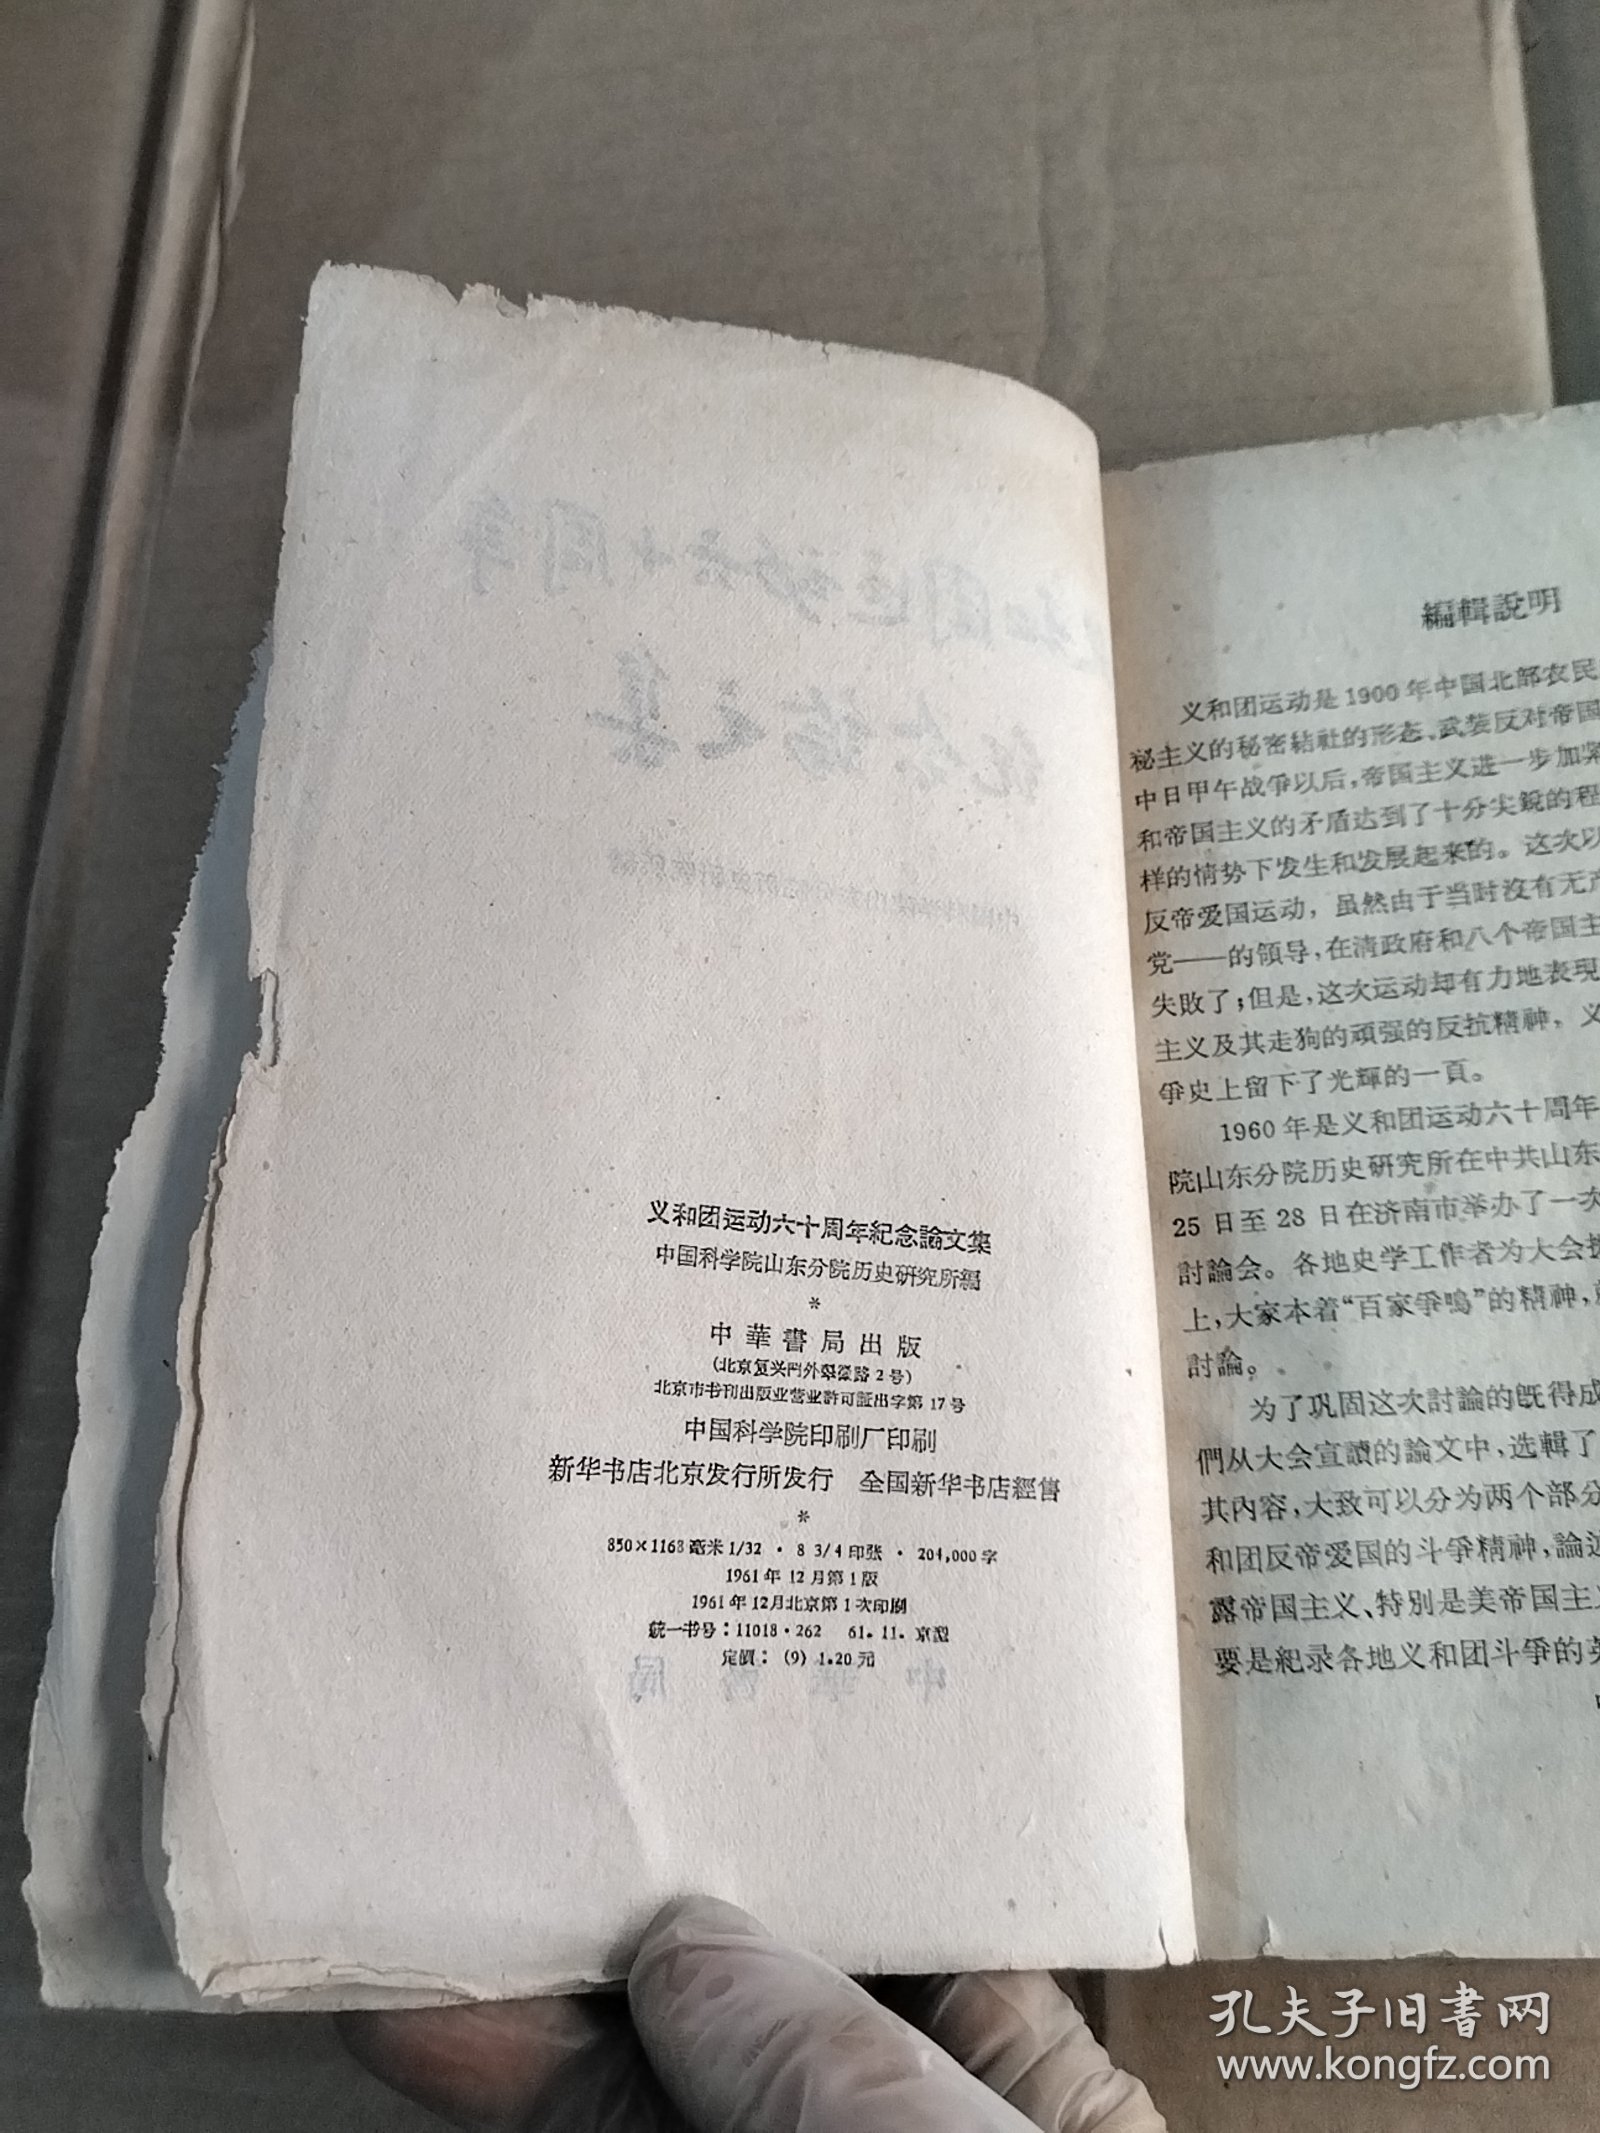 义和团运动六十周年紀念論文集
中国科学院山东分院历史研究所編
*
中華書局出版
(北京复兴門外翠微路2号)
北京市书刊出版业营业許可証出字第17号
中国科学院印刷厂印刷
新华书店北京发行所发行 全国新华书店經售
*
850×1168毫米1/32 · 8 3/4印张 · 204,000字
1961年12月第1版
1961年12月北京第1次印刷
統一书号：11018·262 61.11.京型
定價：(9) 1.20元
編輯說明
义和团运动是1900年中国北部农民
秘主义的秘密結社的形态、武装反对帝国
中日甲午战爭以后，帝国主义进一步加紧
和帝国主义的矛盾达到了十分尖銳的程
样的情势下发生和发展起来的。这次以
反帝爱国运动，虽然由于当时沒有无产
党——的領导，在清政府和八个帝国主
失敗了；但是，这次运动却有力地表現
主义及其走狗的頑强的反抗精神，义
爭史上留下了光輝的一頁。
1960年是义和团运动六十周年
院山东分院历史研究所在中共山东
25日至28日在济南市举办了一次
討論会。各地史学工作者为大会
上，大家本着“百家爭鳴”的精神，
討論。
为了巩固这次討論的既得成
們从大会宣讀的論文中，选輯了
其內容，大致可以分为两个部分
和团反帝爱国的斗爭精神，論
露帝国主义、特別是美帝国主
要是紀录各地义和团斗爭的英
孔夫子旧書网
www.kongfz.com